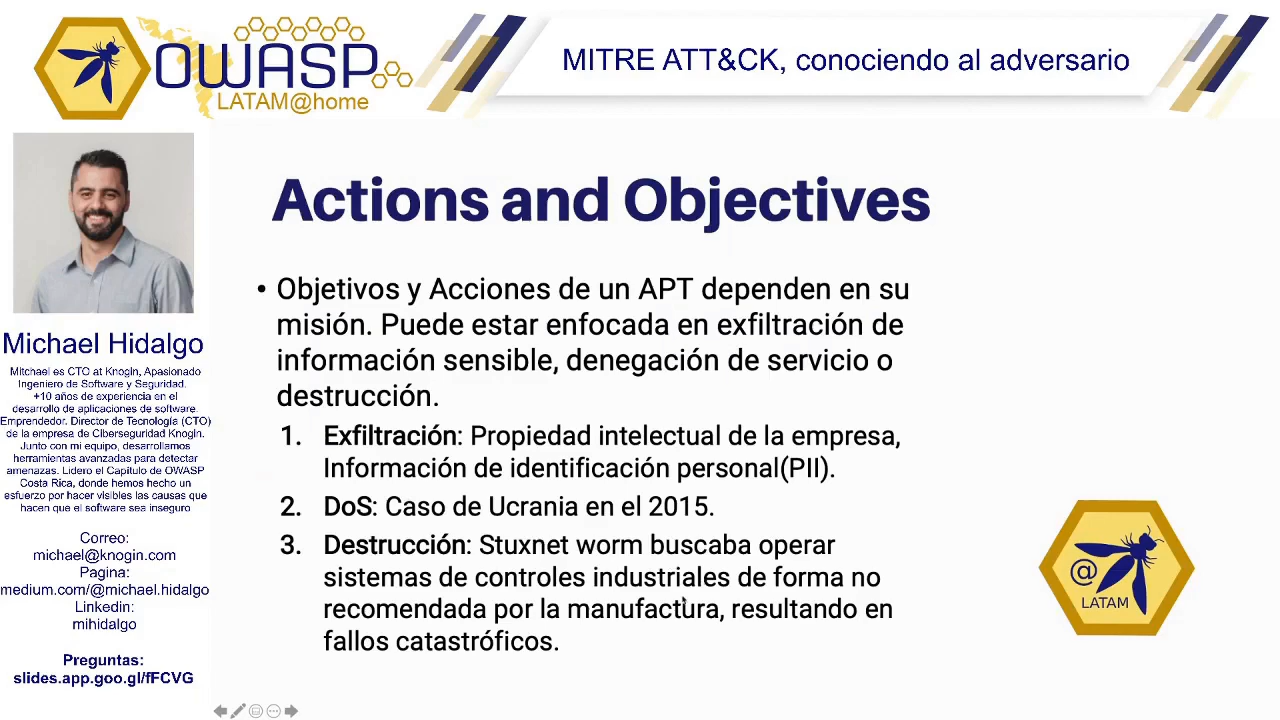 OWASP
LATAM@home
MITRE ATT&CK, conociendo al adversario
Michael Hidalgo
Mitchael es CTO at Knogin, Apasionado
Ingeniero de Software y Seguridad.
+10 años de experiencia en el
desarrollo de aplicaciones de software.
Emprendedor. Director de Tecnología (CTO)
de la empresa de Ciberseguridad Knogin.
Junto con mi equipo, desarrollamos
herramientas avanzadas para detectar
amenazas. Lidero el Capítulo de OWASP
Costa Rica, donde hemos hecho un
esfuerzo por hacer visibles las causas que
hacen que el software sea inseguro
Correo:
michael@knogin.com
Pagina:
medium.com/@michael.hidalgo
Linkedin:
mihidalgo
Preguntas:
slides.app.goo.gl/fFCVG
Actions and Objectives
• Objetivos y Acciones de un APT dependen en su
misión. Puede estar enfocada en exfiltración de
información sensible, denegación de servicio o
destrucción.
1. Exfiltración: Propiedad intelectual de la empresa,
Información de identificación personal(PII).
2. DoS: Caso de Ucrania en el 2015.
3. Destrucción: Stuxnet worm buscaba operar
sistemas de controles industriales de forma no
recomendada por la manufactura, resultando en
fallos catastróficos.
@
LATAM